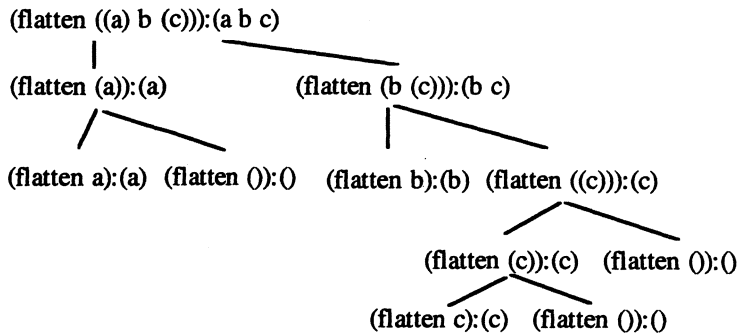 (flatten ((a) b (c))):(a b c)
(flatten (a)):(a) (flatten (b (c))):(b c)
(flatten a):(a) (flatten ()):() (flatten b):(b) (flatten ((c))):(c)
(flatten (c)):(c) (flatten ()):()
(flatten c):(c) (flatten ()):()